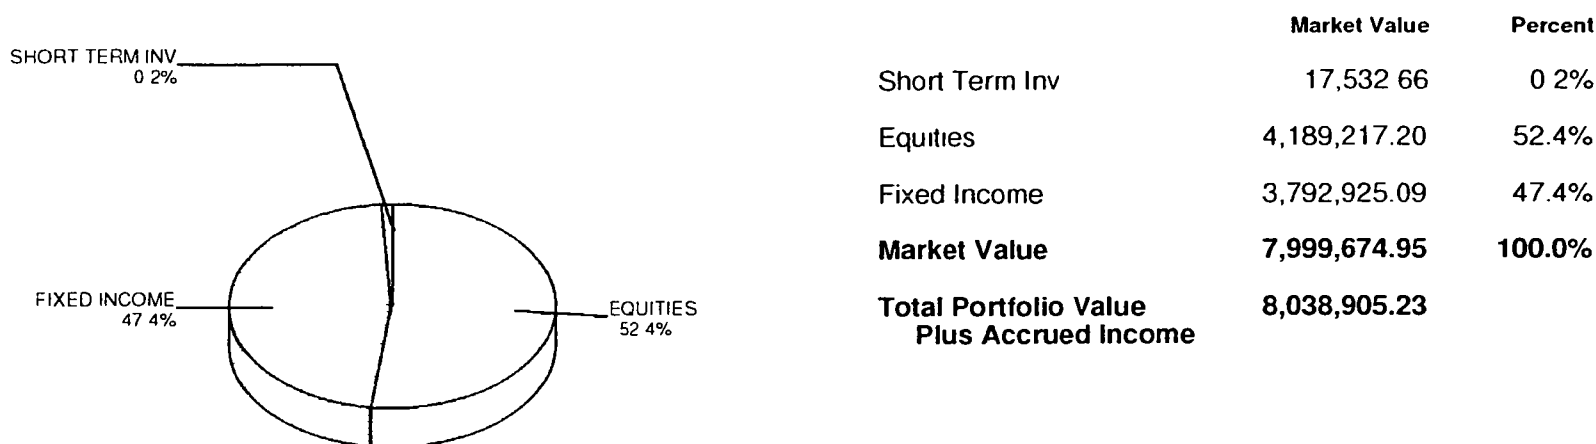 SHORT TERM INV
0 2%
FIXED INCOME
47 4%
EQUITIES
52 4%
Market Value Percent
Short Term Inv 17,532 66 0 2%
Equities 4,189,217.20 52.4%
Fixed Income 3,792,925.09 47.4%
Market Value 7,999,674.95 100.0%
Total Portfolio Value 8,038,905.23
Plus Accrued Income